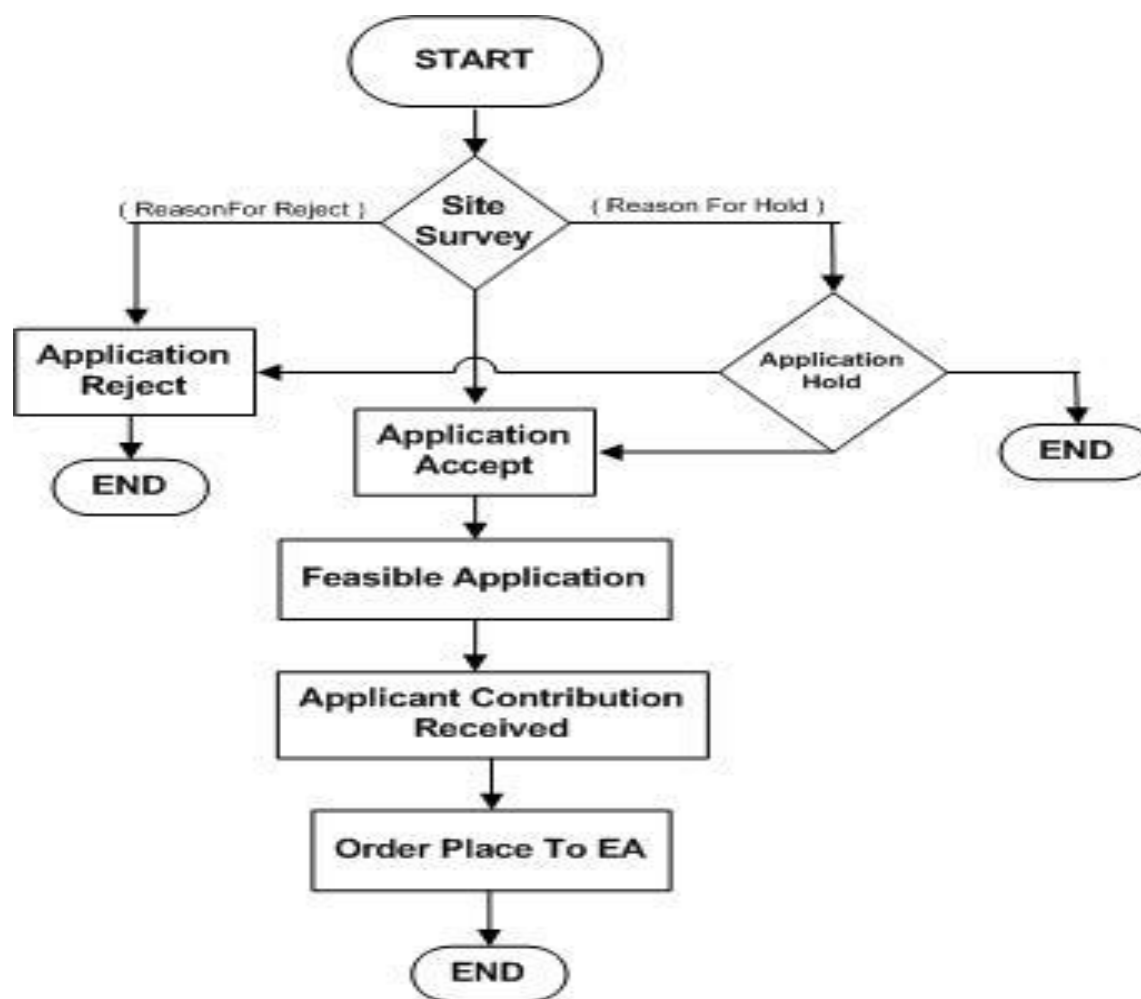 START
( ReasonFor Reject )
Site
Survey
( Reason For Hold )
Application
Reject
Application
Hold
Application
Accept
END
END
Feasible Application
Applicant Contribution
Received
Order Place To EA
END